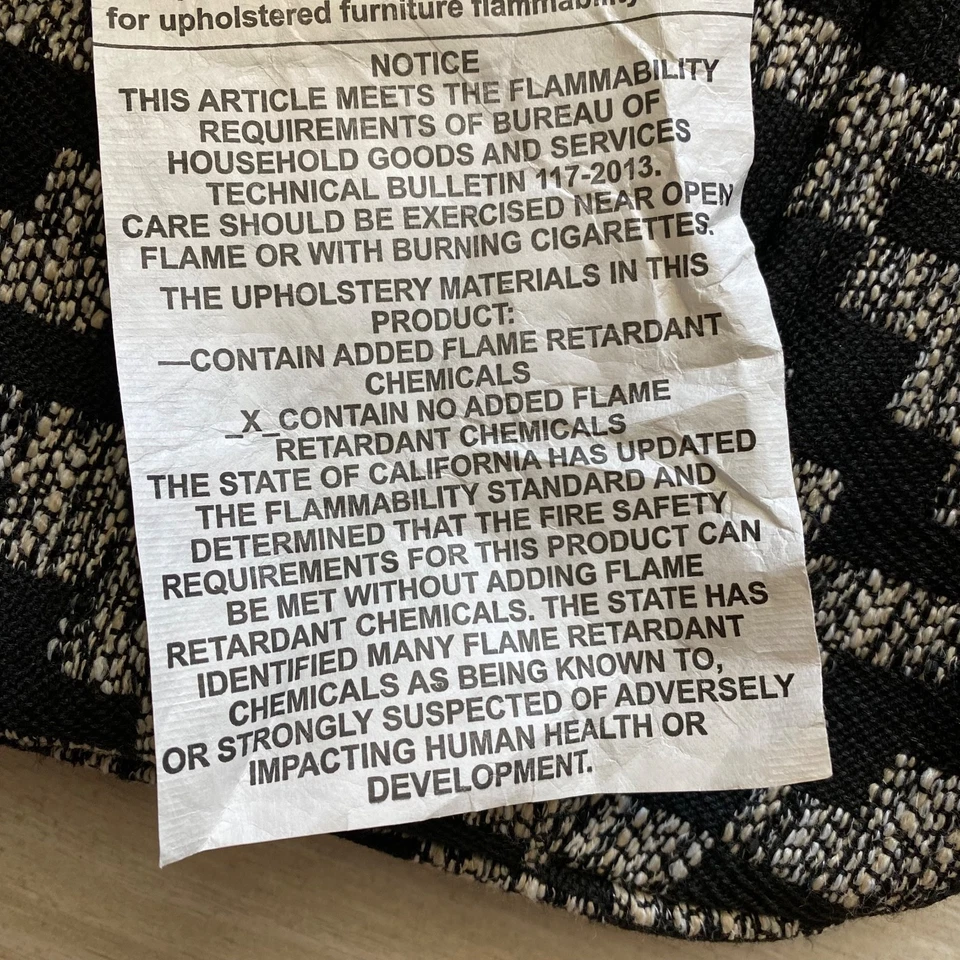 for upholstered furniture flammability
NOTICE
THIS ARTICLE MEETS THE FLAMMABILITY
REQUIREMENTS OF BUREAU OF
HOUSEHOLD GOODS AND SERVICES
TECHNICAL BULLETIN 117-2013.
CARE SHOULD BE EXERCISED NEAR OPEN
FLAME OR WITH BURNING CIGARETTES.
THE UPHOLSTERY MATERIALS IN THIS
PRODUCT:
—CONTAIN ADDED FLAME RETARDANT
CHEMICALS
_X_CONTAIN NO ADDED FLAME
RETARDANT CHEMICALS
THE STATE OF CALIFORNIA HAS UPDATED
THE FLAMMABILITY STANDARD AND
DETERMINED THAT THE FIRE SAFETY
REQUIREMENTS FOR THIS PRODUCT CAN
BE MET WITHOUT ADDING FLAME
RETARDANT CHEMICALS. THE STATE HAS
IDENTIFIED MANY FLAME RETARDANT
CHEMICALS AS BEING KNOWN TO,
OR STRONGLY SUSPECTED OF ADVERSELY
IMPACTING HUMAN HEALTH OR
DEVELOPMENT.